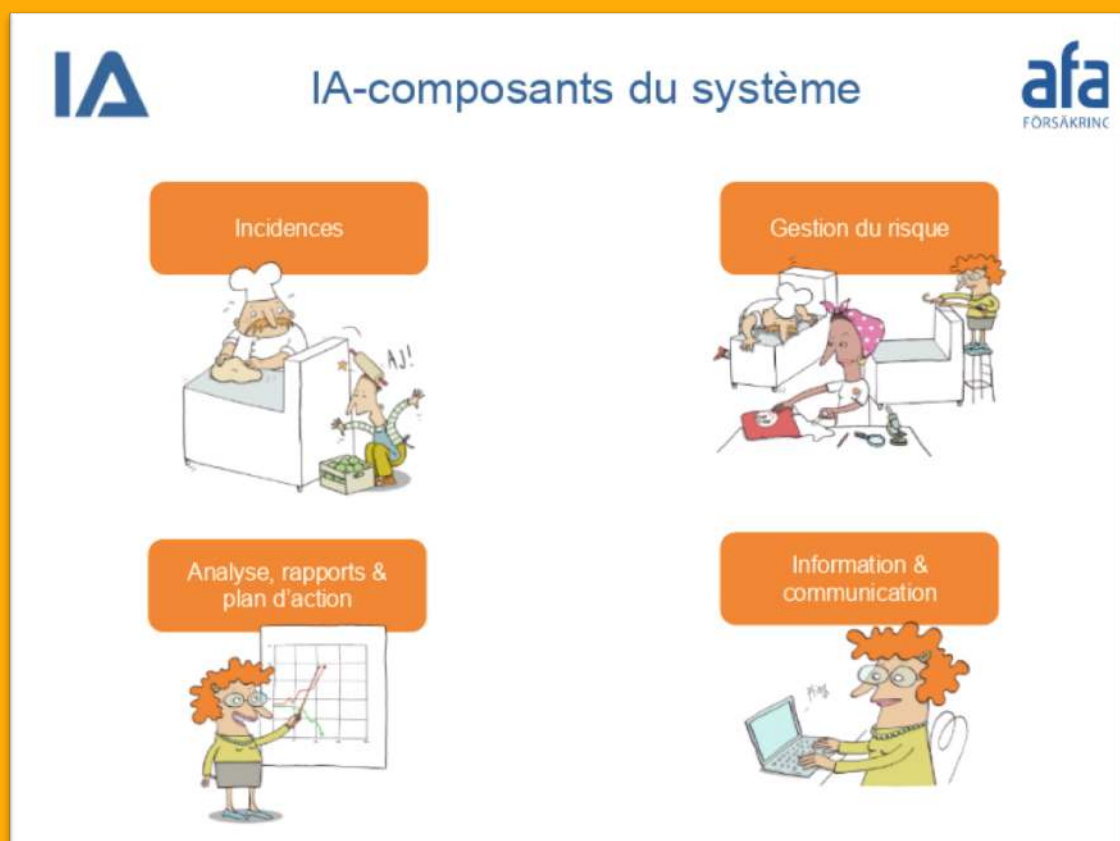 IA
IA-composants du système
afa
FÖRSÄKRING
Incidences
Gestion du risque
AJ!
Analyse, rapports &
plan d'action
Information &
communication